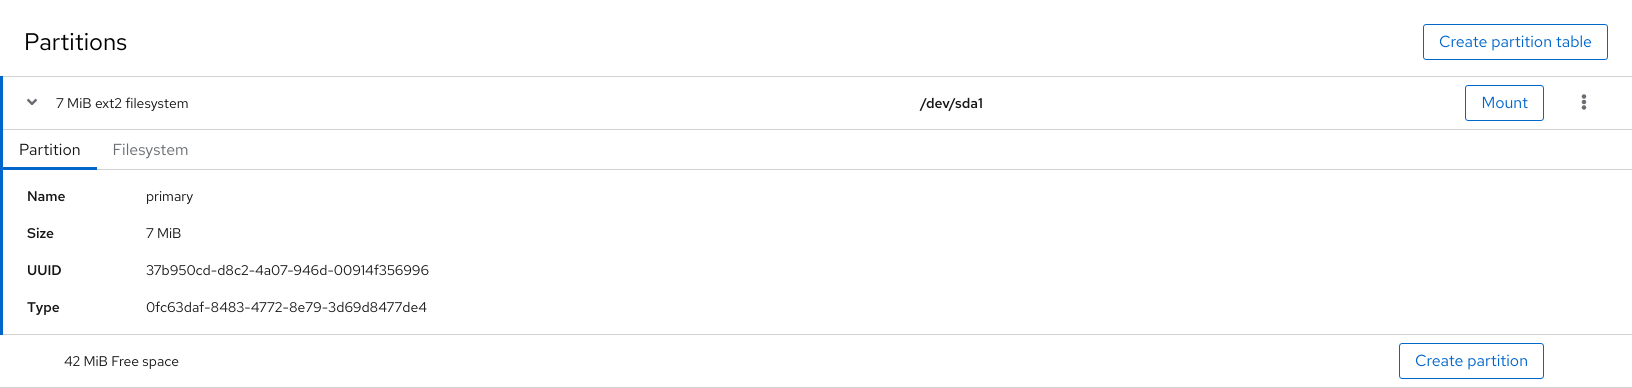 Partitions
Create partition table
7 MiB ext2 filesystem /dev/sda1 Mount
Partition Filesystem
Name primary
Size 7 MiB
UUID 37b950cd-d8c2-4a07-946d-00914f356996
Type 0fc63daf-8483-4772-8e79-3d69d8477de4
42 MiB Free space Create partition